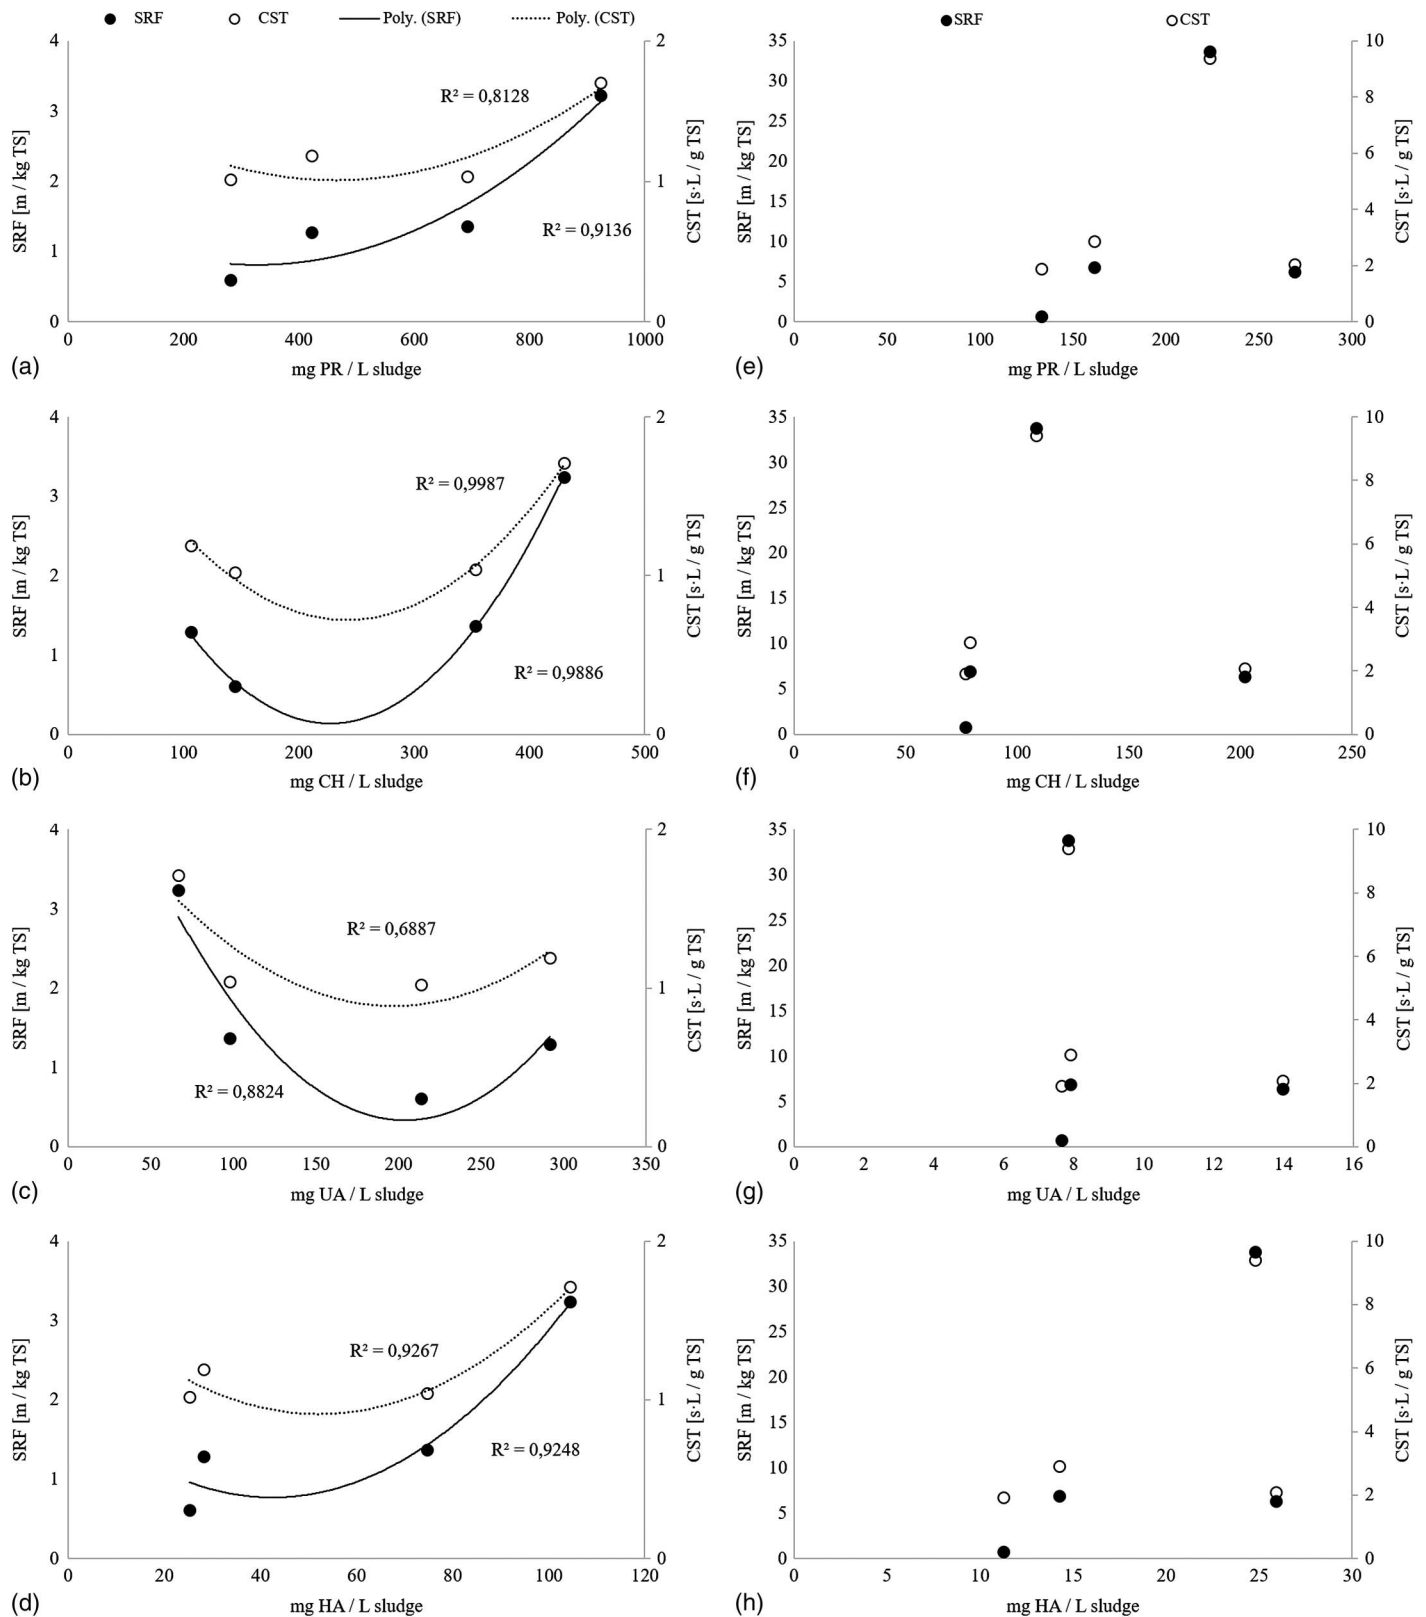 SRF CST Poly. (SRF) Poly. (CST)
4
3
2
1
0
2
1
0
SRF [m / kg TS]
CST [s·L / g TS]
R² = 0,8128
R² = 0,9136
0 200 400 600 800 1000
(a) mg PR / L sludge
SRF CST
35
30
25
20
15
10
5
0
10
8
6
4
2
0
SRF [m / kg TS]
CST [s·L / g TS]
0 50 100 150 200 250 300
(e) mg PR / L sludge
4
3
2
1
0
2
1
0
SRF [m / kg TS]
CST [s·L / g TS]
R² = 0,9987
R² = 0,9886
0 100 200 300 400 500
(b) mg CH / L sludge
35
30
25
20
15
10
5
0
10
8
6
4
2
0
SRF [m / kg TS]
CST [s·L / g TS]
0 50 100 150 200 250
(f) mg CH / L sludge
4
3
2
1
0
2
1
0
SRF [m / kg TS]
CST [s·L / g TS]
R² = 0,6887
R² = 0,8824
0 50 100 150 200 250 300 350
(c) mg UA / L sludge
35
30
25
20
15
10
5
0
10
8
6
4
2
0
SRF [m / kg TS]
CST [s·L / g TS]
0 2 4 6 8 10 12 14 16
(g) mg UA / L sludge
4
3
2
1
0
2
1
0
SRF [m / kg TS]
CST [s·L / g TS]
R² = 0,9267
R² = 0,9248
0 20 40 60 80 100 120
(d) mg HA / L sludge
35
30
25
20
15
10
5
0
10
8
6
4
2
0
SRF [m / kg TS]
CST [s·L / g TS]
0 5 10 15 20 25 30
(h) mg HA / L sludge